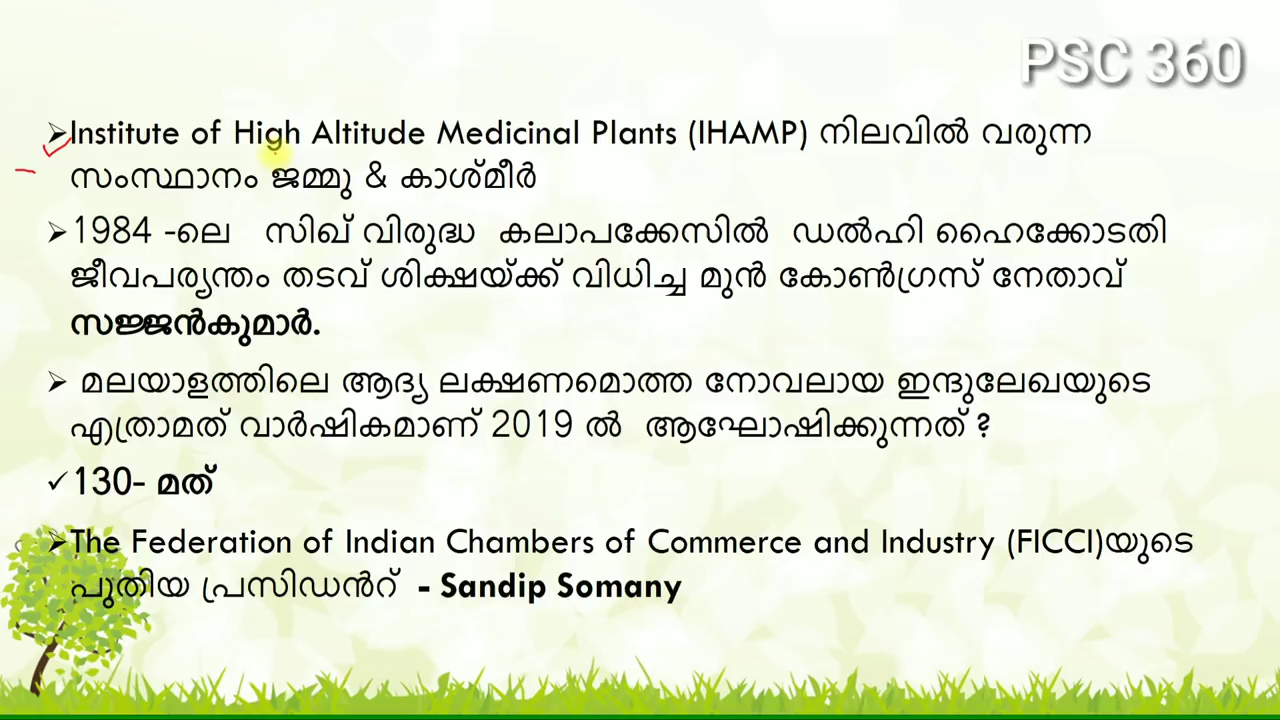 PSC 360
➢Institute of High Altitude Medicinal Plants (IHAMP) നിലവിൽ വരുന്ന
സംസ്ഥാനം ജമ്മു & കാശ്മീർ
➢1984 -ലെ സിഖ് വിരുദ്ധ കലാപക്കേസിൽ ഡൽഹി ഹൈക്കോടതി
ജീവപര്യന്തം തടവ് ശിക്ഷയ്ക്ക് വിധിച്ച മുൻ കോൺഗ്രസ് നേതാവ്
സജ്ജൻകുമാർ.
➢ മലയാളത്തിലെ ആദ്യ ലക്ഷണമൊത്ത നോവലായ ഇന്ദുലേഖയുടെ
എത്രാമത് വാർഷികമാണ് 2019 ൽ ആഘോഷിക്കുന്നത് ?
✓130- മത്
➢The Federation of Indian Chambers of Commerce and Industry (FICCI)യുടെ
പുതിയ പ്രസിഡൻറ് - Sandip Somany